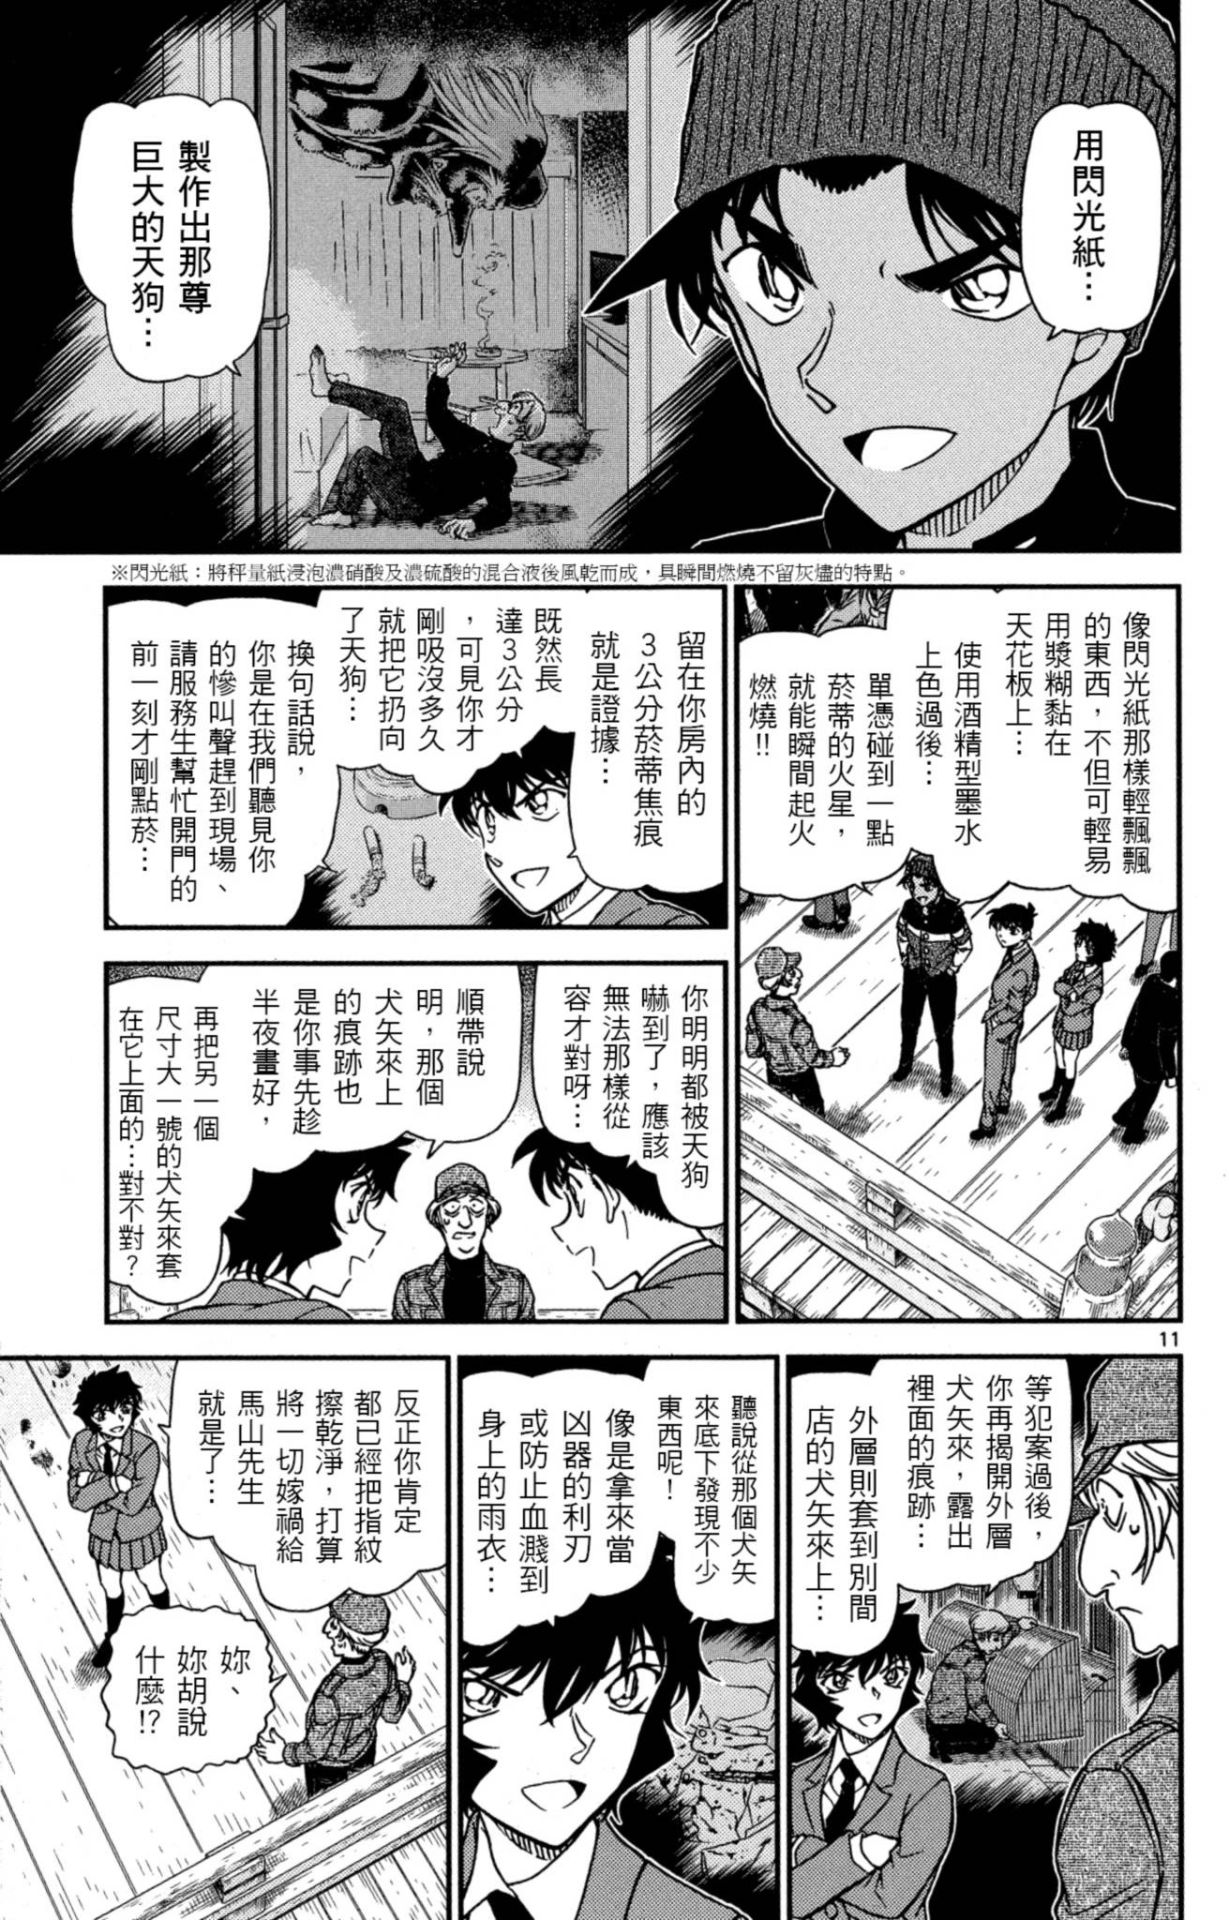 用閃光紙…
製作出那尊
巨大的天狗…
※閃光紙：將秤量紙浸泡濃硝酸及濃硫酸的混合液後風乾而成，具瞬間燃燒不留灰燼的特點。
像閃光紙那樣輕飄飄
的東西，不但可輕易
用漿糊黏在
天花板上…
使用酒精型墨水
上色過後…
單憑碰到一點
菸蒂的火星，
就能瞬間起火
燃燒!!
留在你房內的
3公分菸蒂焦痕
就是證據…
既然長
達3公分
，可見你才
剛吸沒多久
就把它扔向
了天狗…
換句話說，
你是在我們聽見你
的慘叫聲趕到現場、
請服務生幫忙開門的
前一刻才剛點菸…
你明明都被天狗
嚇到了，應該
無法那樣從
容才對呀…
順帶說
明，那個
犬矢來上
的痕跡也
是你事先趁
半夜畫好，
再把另一個
尺寸大一號的犬矢來套
在它上面的…對不對？
11
等犯案過後，
你再揭開外層
犬矢來，露出
裡面的痕跡…
外層則套到別間
店的犬矢來上…
聽說從那個犬矢
來底下發現不少
東西呢！
像是拿來當
凶器的利刃
或防止血濺到
身上的雨衣…
反正你肯定
都已經把指紋
擦乾淨，打算
將一切嫁禍給
馬山先生
就是了…
妳、
妳胡說
什麼!?